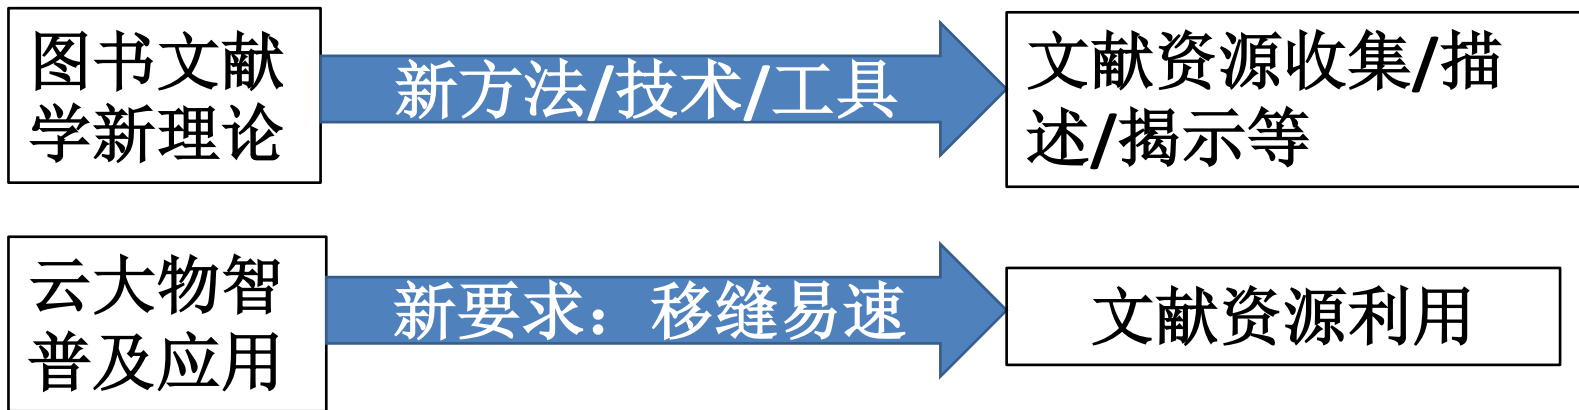 图书文献
学新理论
新方法/技术/工具
文献资源收集/描
述/揭示等
云大物智
普及应用
新要求：移缝易速
文献资源利用